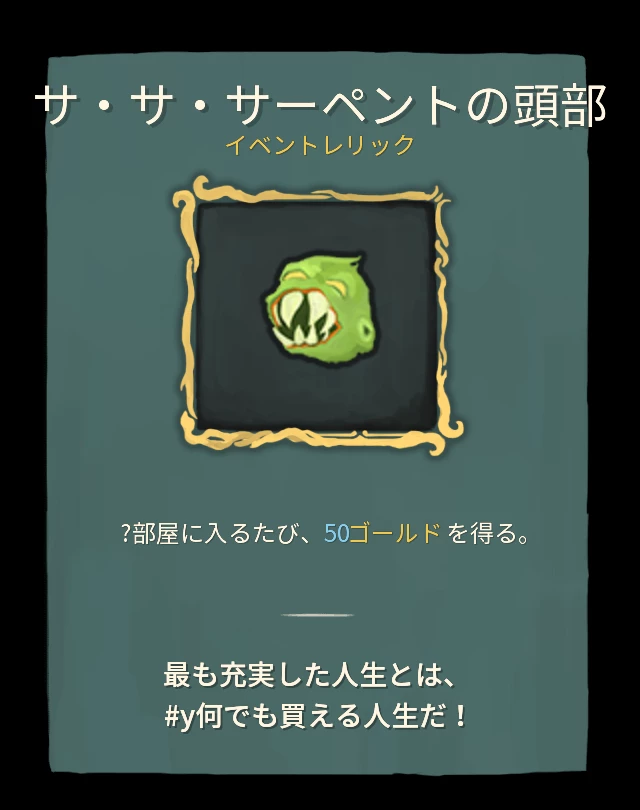 サ・サ・サーペントの頭部
イベントレリック
?部屋に入るたび、50ゴールド を得る。
最も充実した人生とは、
#y何でも買える人生だ！